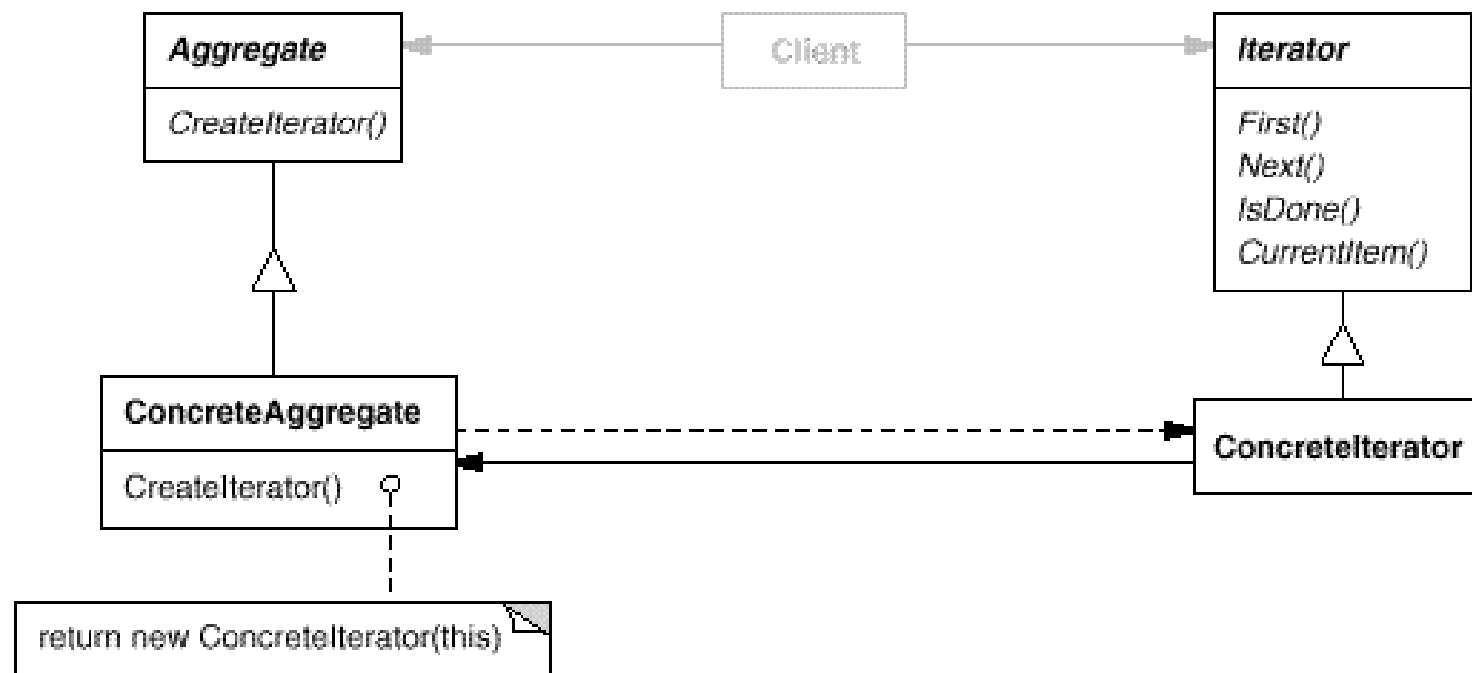 Aggregate
CreateIterator()
Client
Iterator
First()
Next()
IsDone()
CurrentItem()
ConcreteAggregate
CreateIterator()
ConcreteIterator
return new ConcreteIterator(this)